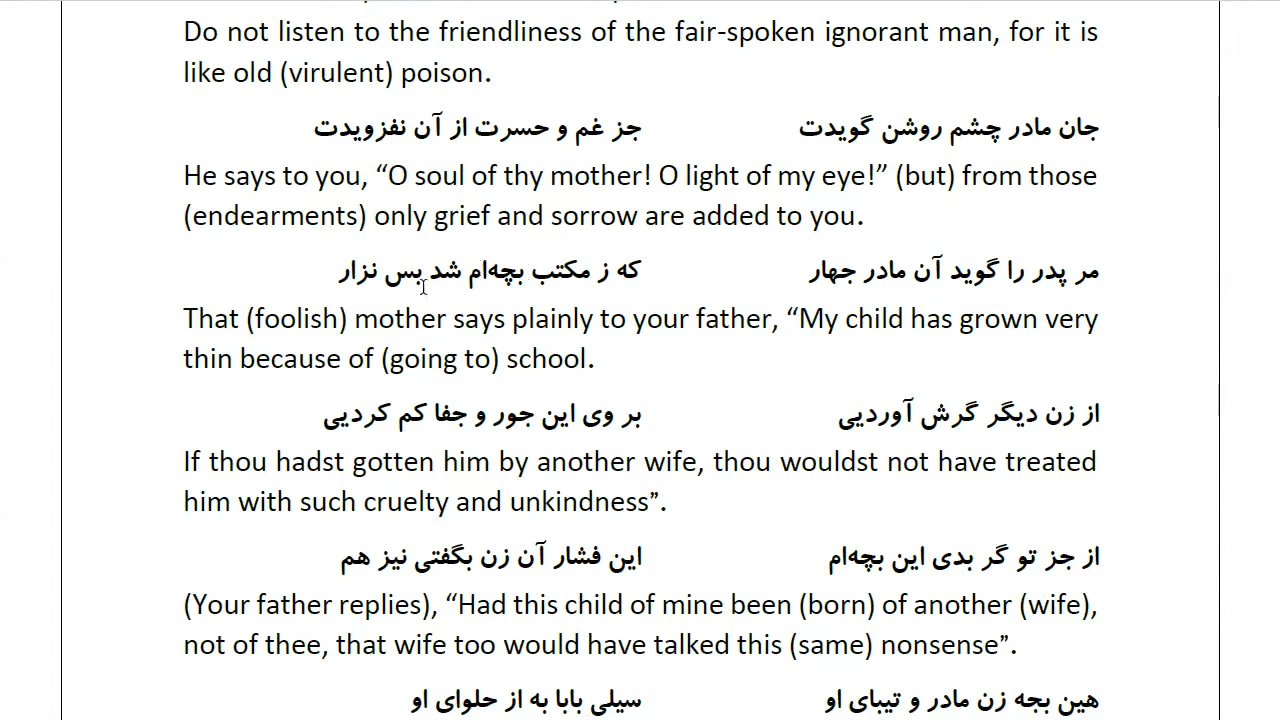 Do not listen to the friendliness of the fair-spoken ignorant man, for it is
like old (virulent) poison.
جان مادر چشم روشن گویدت جز غم و حسرت از آن نفزویدت
He says to you, “O soul of thy mother! O light of my eye!” (but) from those
(endearments) only grief and sorrow are added to you.
مر پدر را گوید آن مادر جهار که ز مکتب بچه‌ام شد بس نزار
That (foolish) mother says plainly to your father, “My child has grown very
thin because of (going to) school.
از زن دیگر گرش آوردیی بر وی این جور و جفا کم کردیی
If thou hadst gotten him by another wife, thou wouldst not have treated
him with such cruelty and unkindness”.
از جز تو گر بدی این بچه‌ام این فشار آن زن بگفتی نیز هم
(Your father replies), “Had this child of mine been (born) of another (wife),
not of thee, that wife too would have talked this (same) nonsense”.
هین بجه زن مادر و تیبای او سیلی بابا به از حلوای او